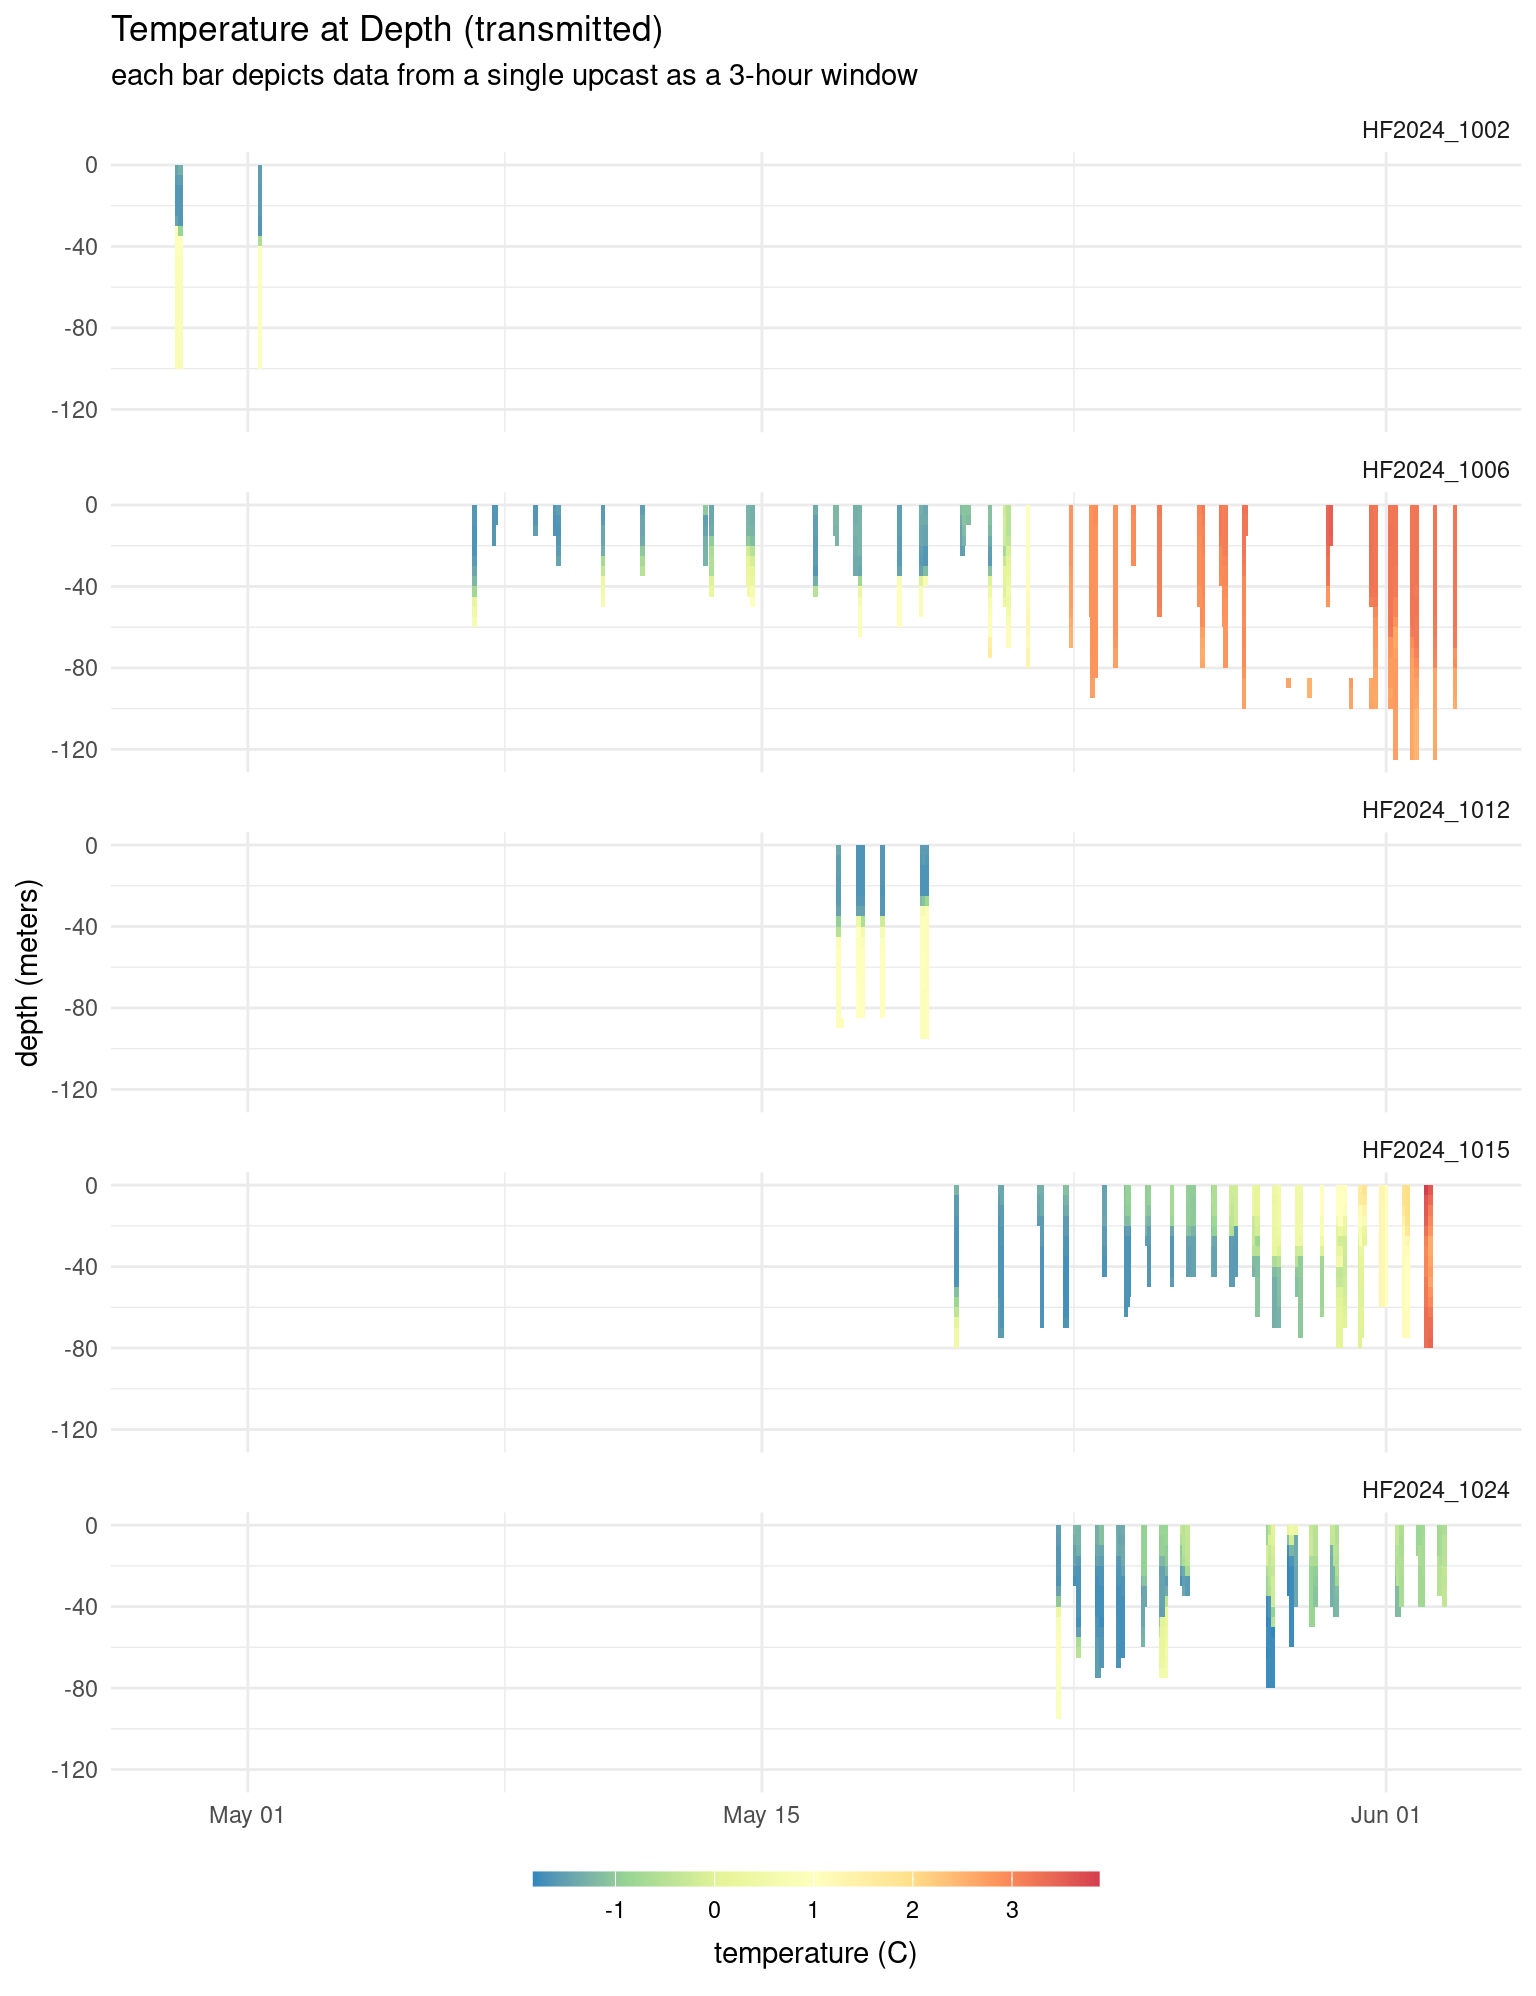 Temperature at Depth (transmitted)
each bar depicts data from a single upcast as a 3-hour window
HF2024_1002
0
-40
-80
-120
HF2024_1006
0
-40
-80
-120
HF2024_1012
0
-40
-80
-120
depth (meters)
HF2024_1015
0
-40
-80
-120
HF2024_1024
0
-40
-80
-120
May 01 May 15 Jun 01
-1 0 1 2 3
temperature (C)